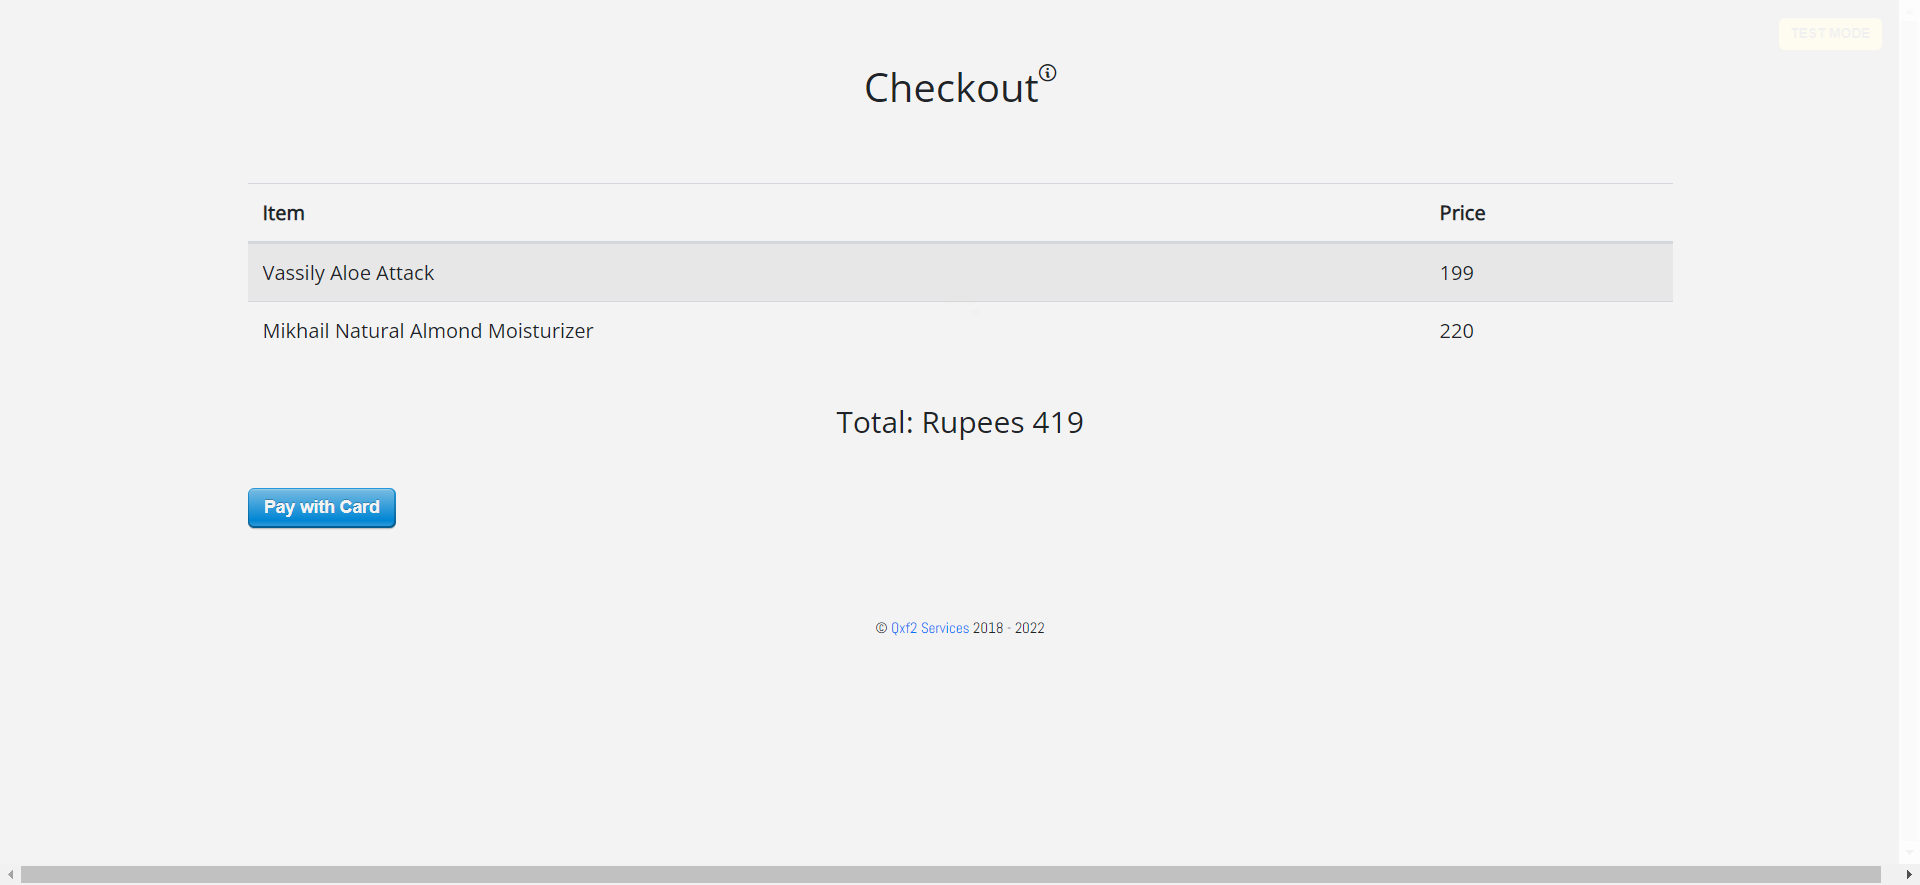 TEST MODE
Checkout
Item Price
Vassily Aloe Attack 199
Mikhail Natural Almond Moisturizer 220
Total: Rupees 419
Pay with Card
© Qxf2 Services 2018 - 2022